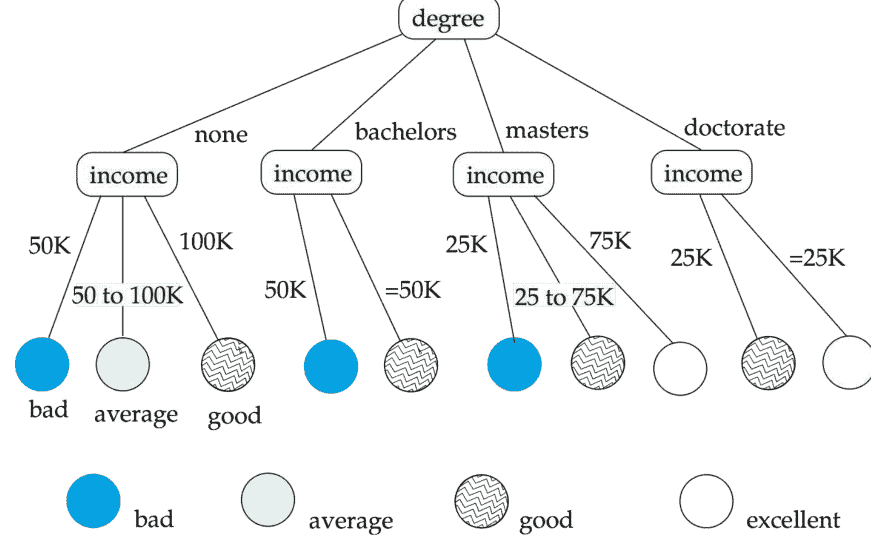 degree
none
bachelors
masters
doctorate
income
income
income
income
50K
100K
25K
75K
25K
=25K
50 to 100K
50K
=50K
25 to 75K
bad
average
good
bad
average
good
excellent